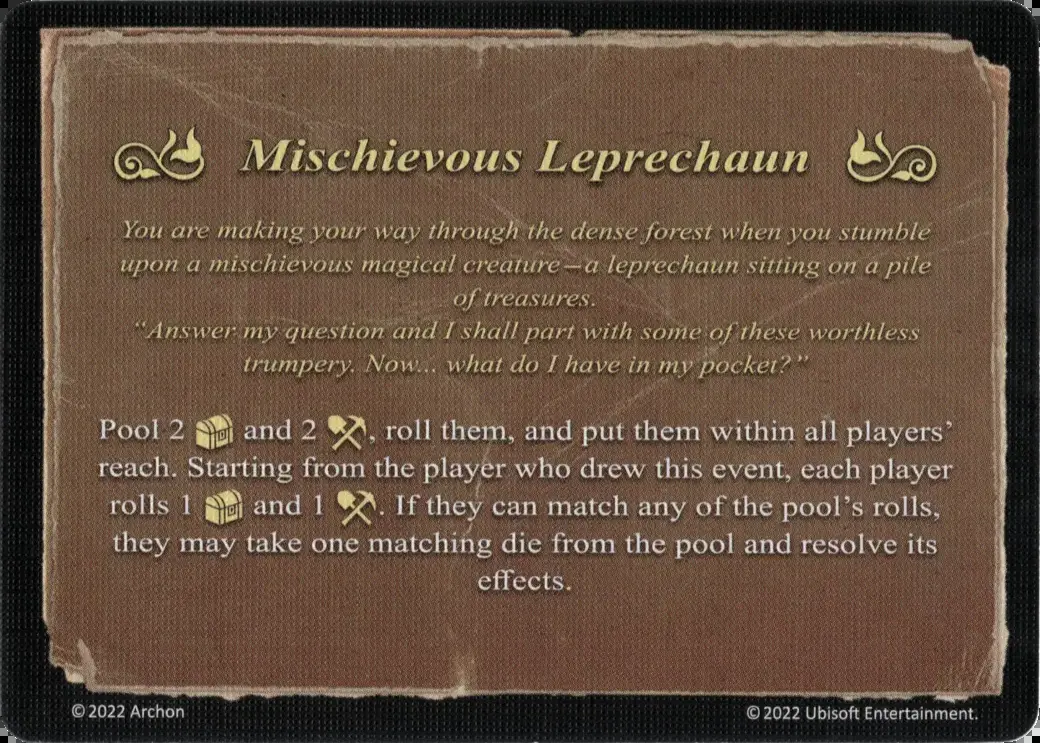 Mischievous Leprechaun
You are making your way through the dense forest when you stumble
upon a mischievous magical creature—a leprechaun sitting on a pile
of treasures.
“Answer my question and I shall part with some of these worthless
trumpery. Now... what do I have in my pocket?”
Pool 2 and 2 , roll them, and put them within all players’
reach. Starting from the player who drew this event, each player
rolls 1 and 1 . If they can match any of the pool’s rolls,
they may take one matching die from the pool and resolve its
effects.
©2022 Archon
©2022 Ubisoft Entertainment.